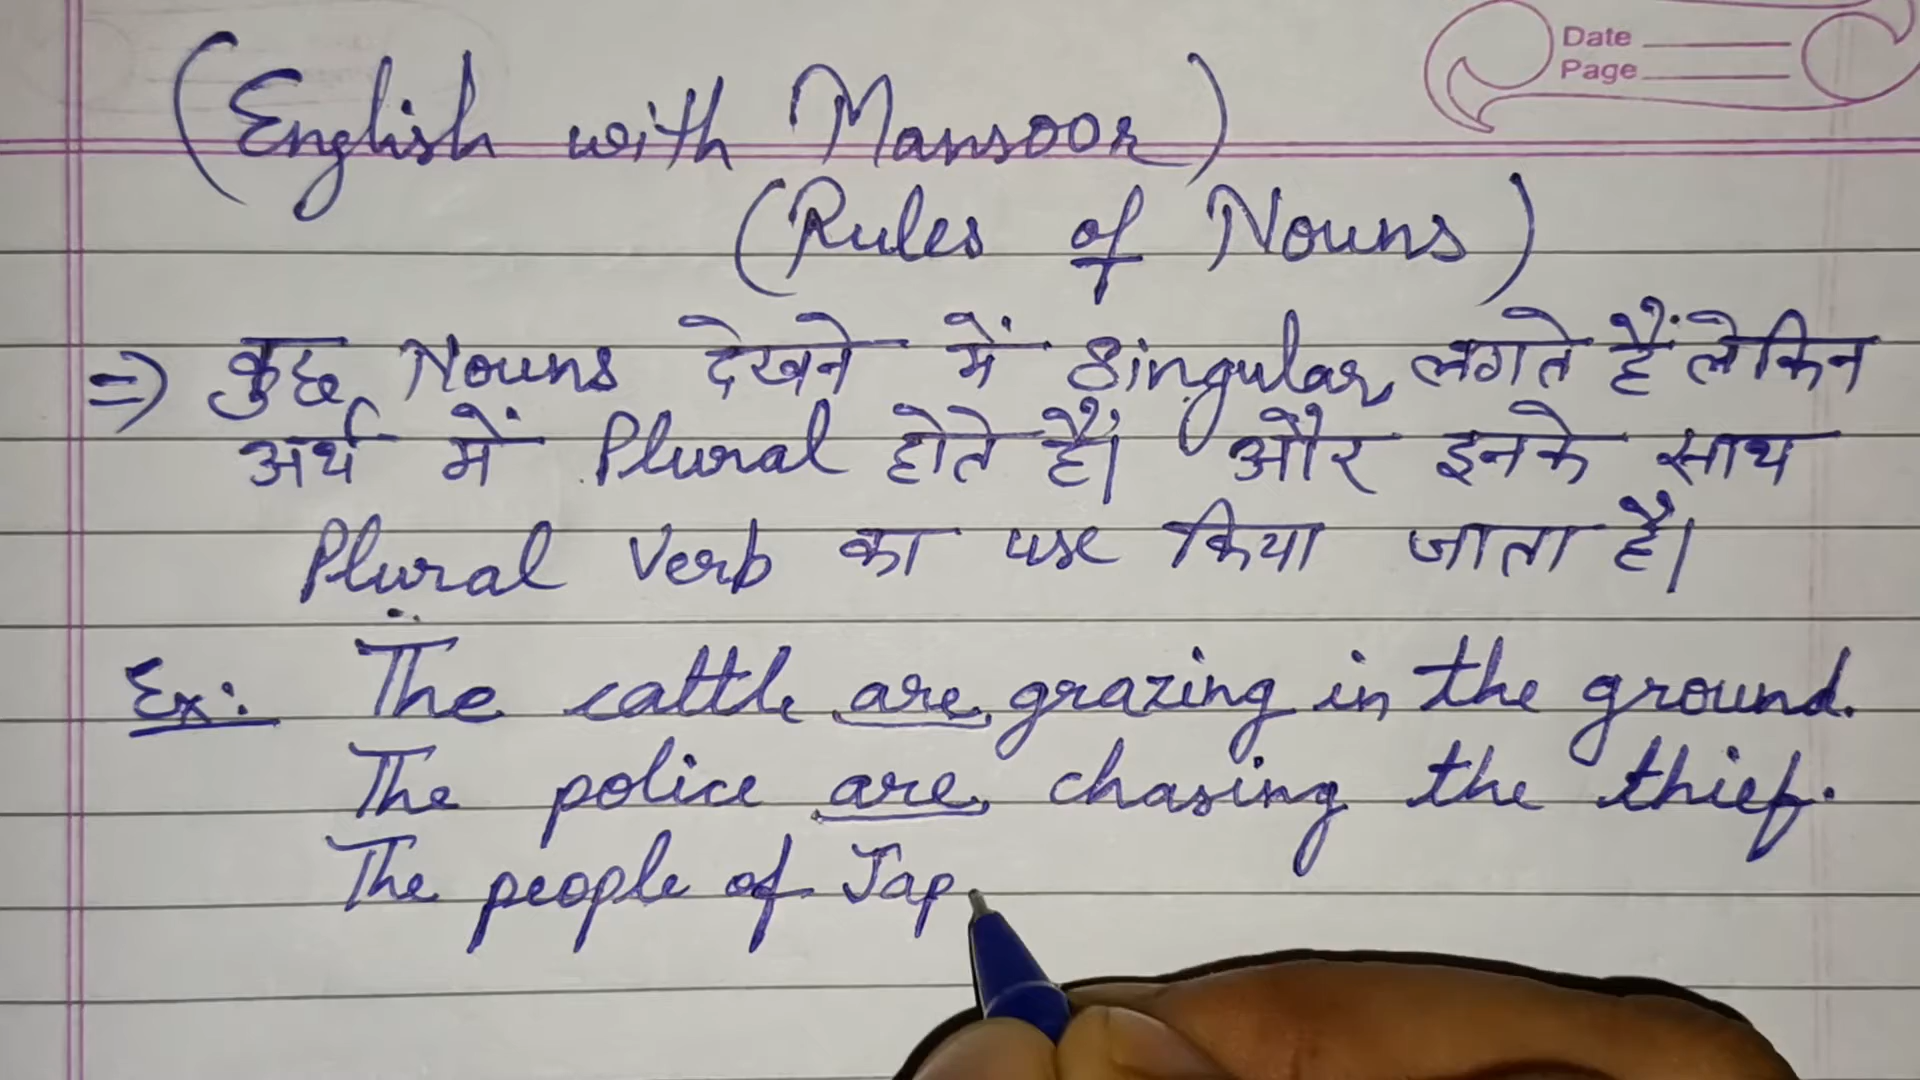 Date
Page
(English with Mansoor)
(Rules of Nouns)
=> कुछ Nouns देखने में Singular लगते हैं लेकिन
अर्थ में Plural होते हैं। और इनके साथ
Plural Verb का use किया जाता है।
Ex: The cattle are grazing in the ground.
The police are chasing the thief.
The people of Jap